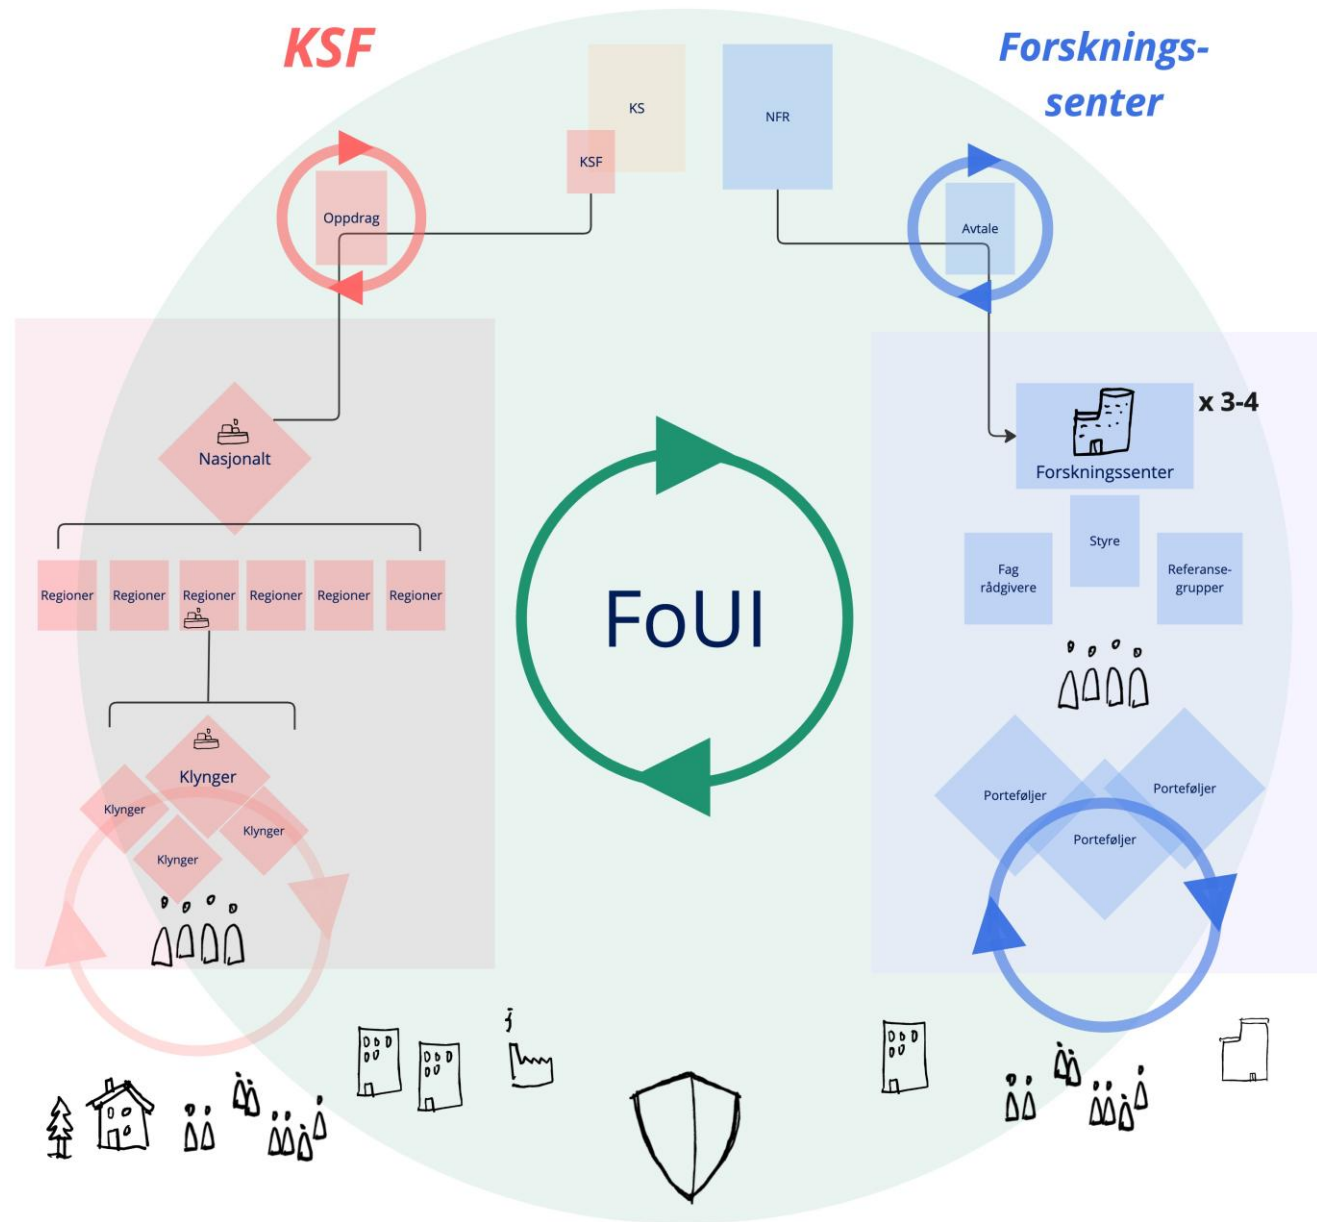 KSF
Forsknings-
senter
KS
KSF
NFR
Oppdrag
Avtale
Nasjonalt
x 3-4
Forskningssenter
Styre
Fag
rådgivere
Referanse-
grupper
Regioner
Regioner
Regioner
Regioner
Regioner
Regioner
FoUI
Klynger
Klynger
Klynger
Klynger
Porteføljer
Porteføljer
Porteføljer